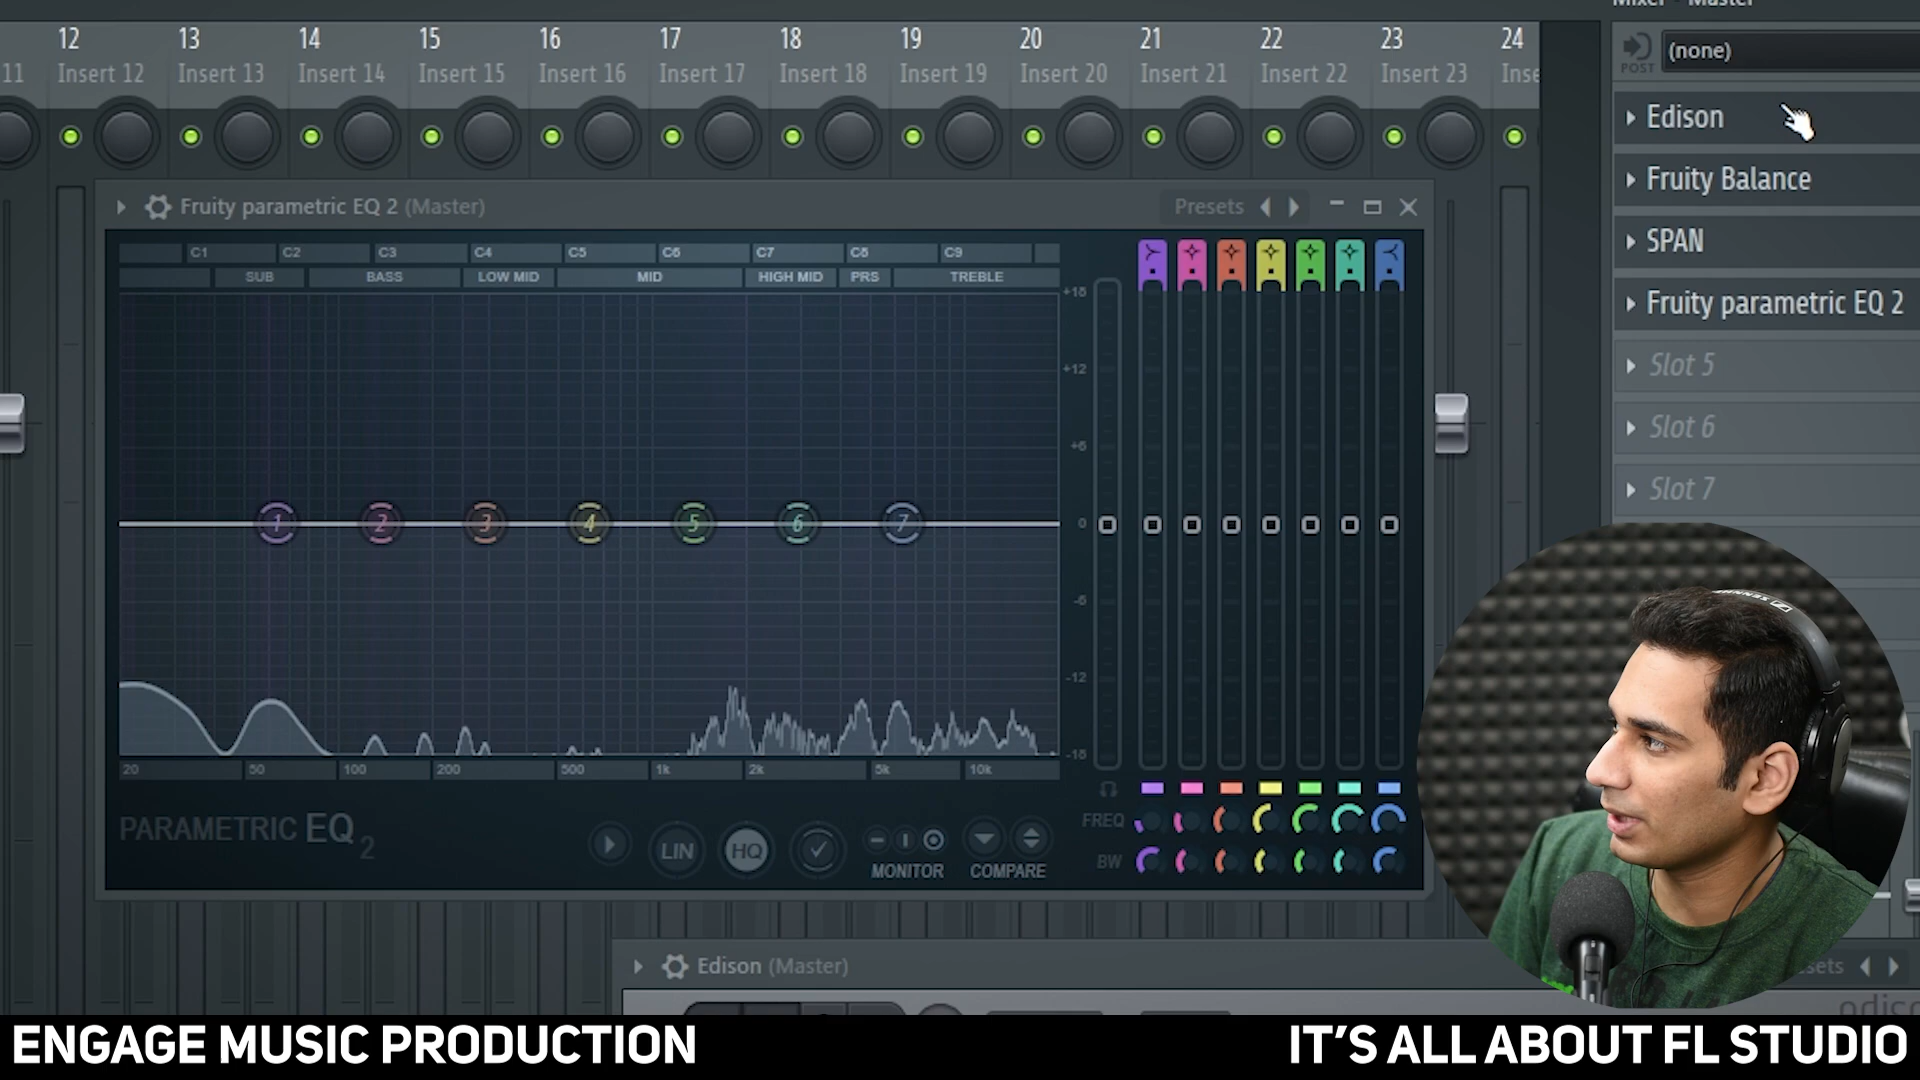 Mixer - Master
12 13 14 15 16 17 18 19 20 21 22 23 24
11 Insert 12 Insert 13 Insert 14 Insert 15 Insert 16 Insert 17 Insert 18 Insert 19 Insert 20 Insert 21 Insert 22 Insert 23 Inse
POST (none)
Edison
Fruity Balance
SPAN
Fruity parametric EQ 2
Slot 5
Slot 6
Slot 7
Fruity parametric EQ 2 (Master) Presets
C1 C2 C3 C4 C5 C6 C7 C8 C9
SUB BASS LOW MID MID HIGH MID PRS TREBLE
+18
+12
+6
0
-6
-12
-18
1 2 3 4 5 6 7
20 50 100 200 500 1k 2k 5k 10k
PARAMETRIC EQ 2
LIN HQ
MONITOR COMPARE
FREQ
BW
SENNHEI
Edison (Master) sets
edis
ENGAGE MUSIC PRODUCTION
IT'S ALL ABOUT FL STUDIO